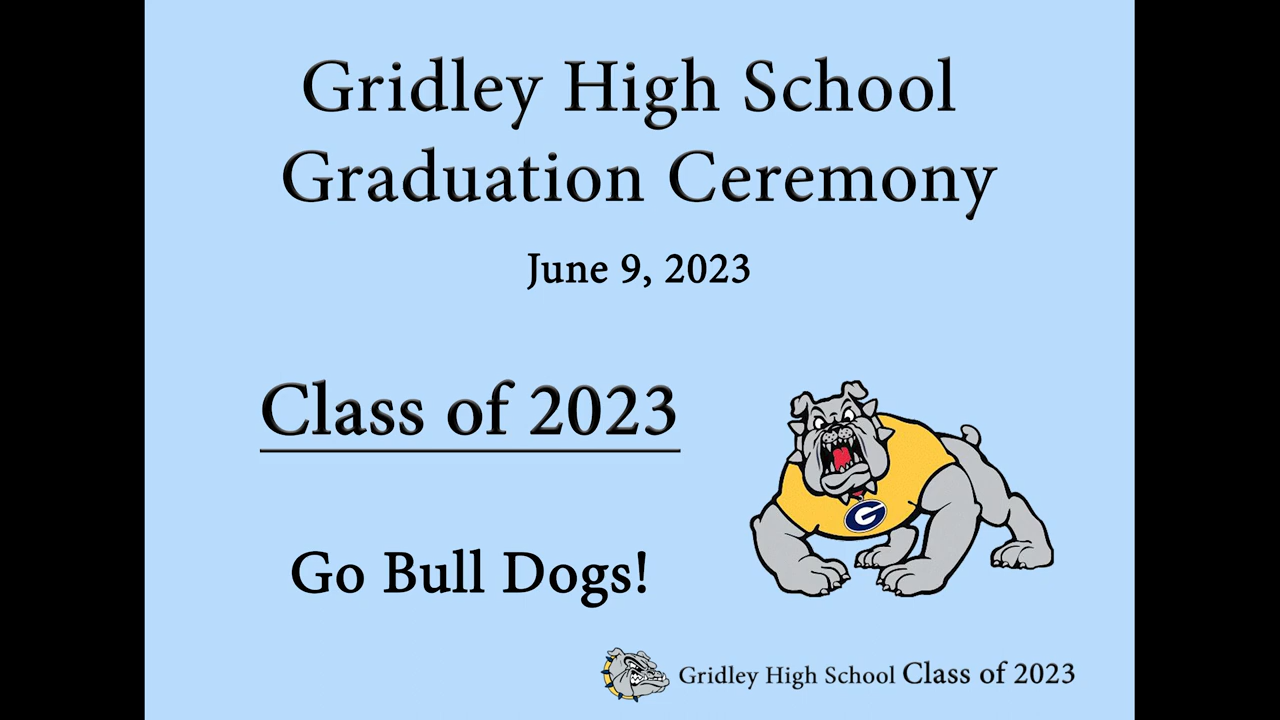 Gridley High School
Graduation Ceremony
June 9, 2023
Class of 2023
Go Bull Dogs!
G
Gridley High School Class of 2023